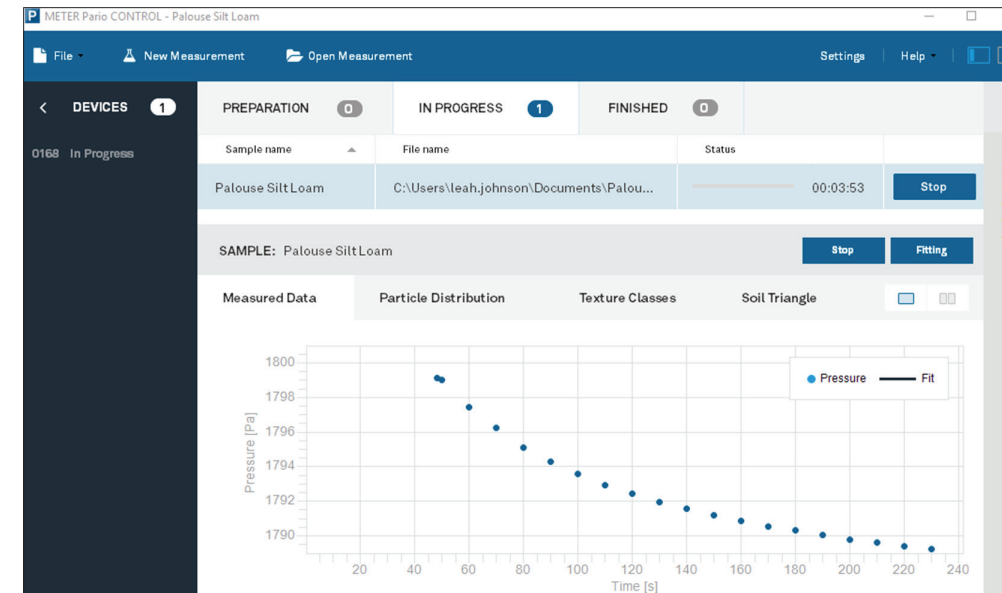 P METER Pario CONTROL - Palouse Silt Loam
File New Measurement Open Measurement Settings Help
DEVICES 1 PREPARATION 0 IN PROGRESS 1 FINISHED 0
0168 In Progress
Sample name File name Status
Palouse Silt Loam C:\Users\leah.johnson\Documents\Palou... 00:03:53 Stop
SAMPLE: Palouse Silt Loam Stop Fitting
Measured Data Particle Distribution Texture Classes Soil Triangle
1800
Pressure Fit
1798
1796
Pressure [Pa]
1794
1792
1790
20 40 60 80 100 120 140 160 180 200 220 240
Time [s]